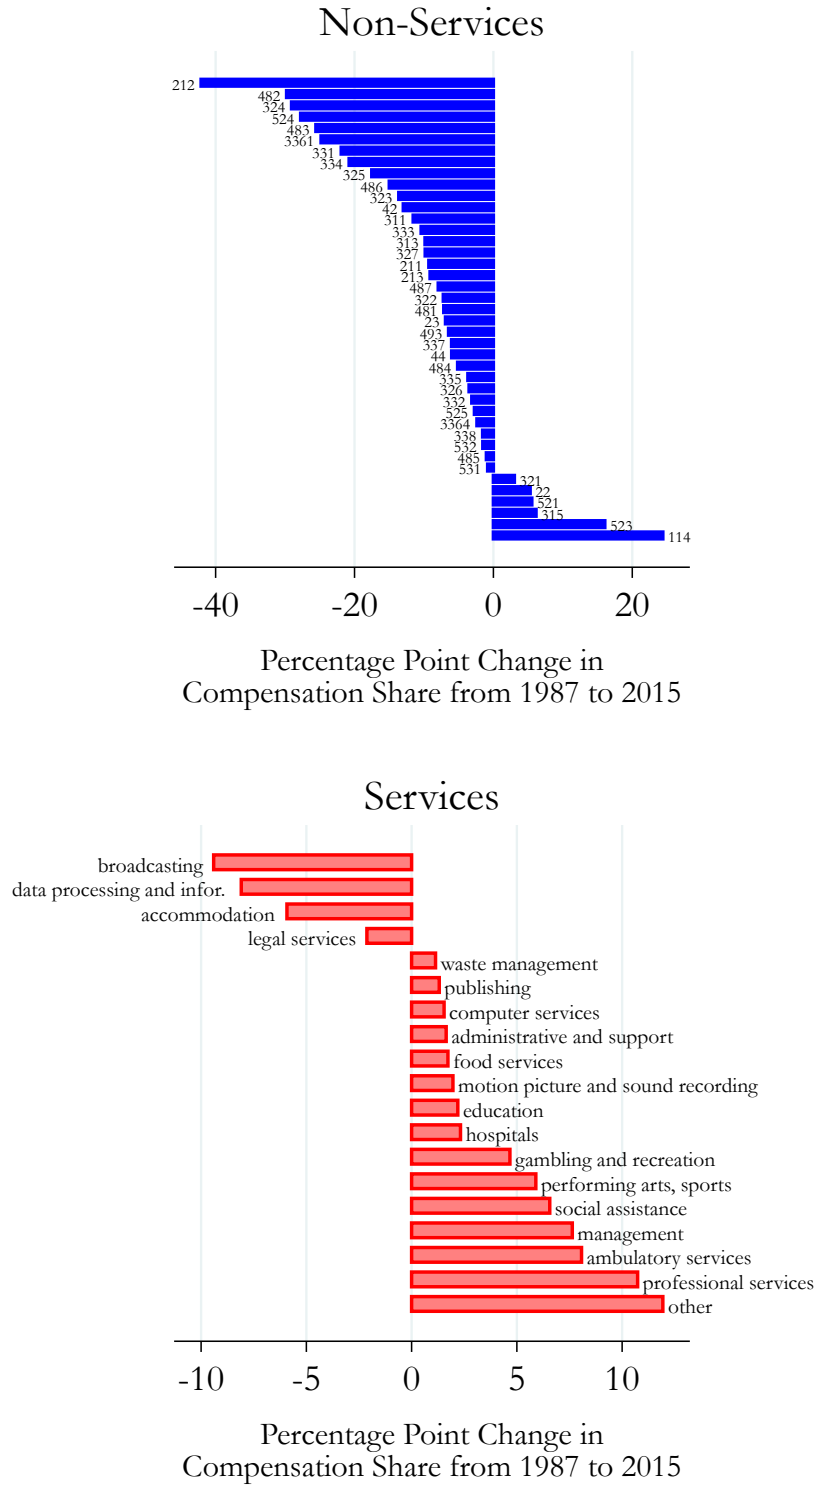 Non-Services
212
482
324
524
483
3361
331
334
325
486
323
42
311
333
313
327
211
213
487
322
481
23
493
337
44
484
335
326
332
525
3364
338
532
485
531
321
22
521
315
523
114
-40 -20 0 20
Percentage Point Change in
Compensation Share from 1987 to 2015
Services
broadcasting
data processing and infor.
accommodation
legal services
waste management
publishing
computer services
administrative and support
food services
motion picture and sound recording
education
hospitals
gambling and recreation
performing arts, sports
social assistance
management
ambulatory services
professional services
other
-10 -5 0 5 10
Percentage Point Change in
Compensation Share from 1987 to 2015